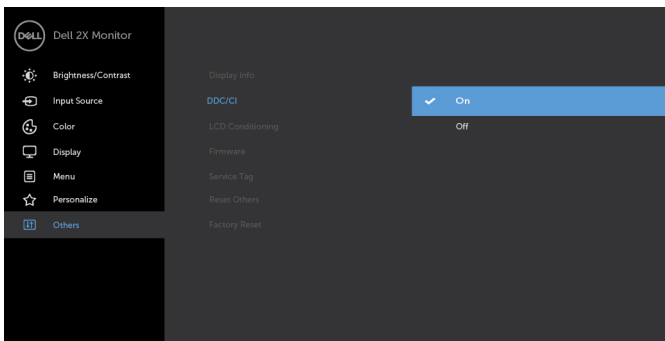 DELL
Dell 2X Monitor
Brightness/Contrast
Input Source
Color
Display
Menu
Personalize
Others
Display Info
DDC/CI
LCD Conditioning
Firmware
Service Tag
Reset Others
Factory Reset
On
Off